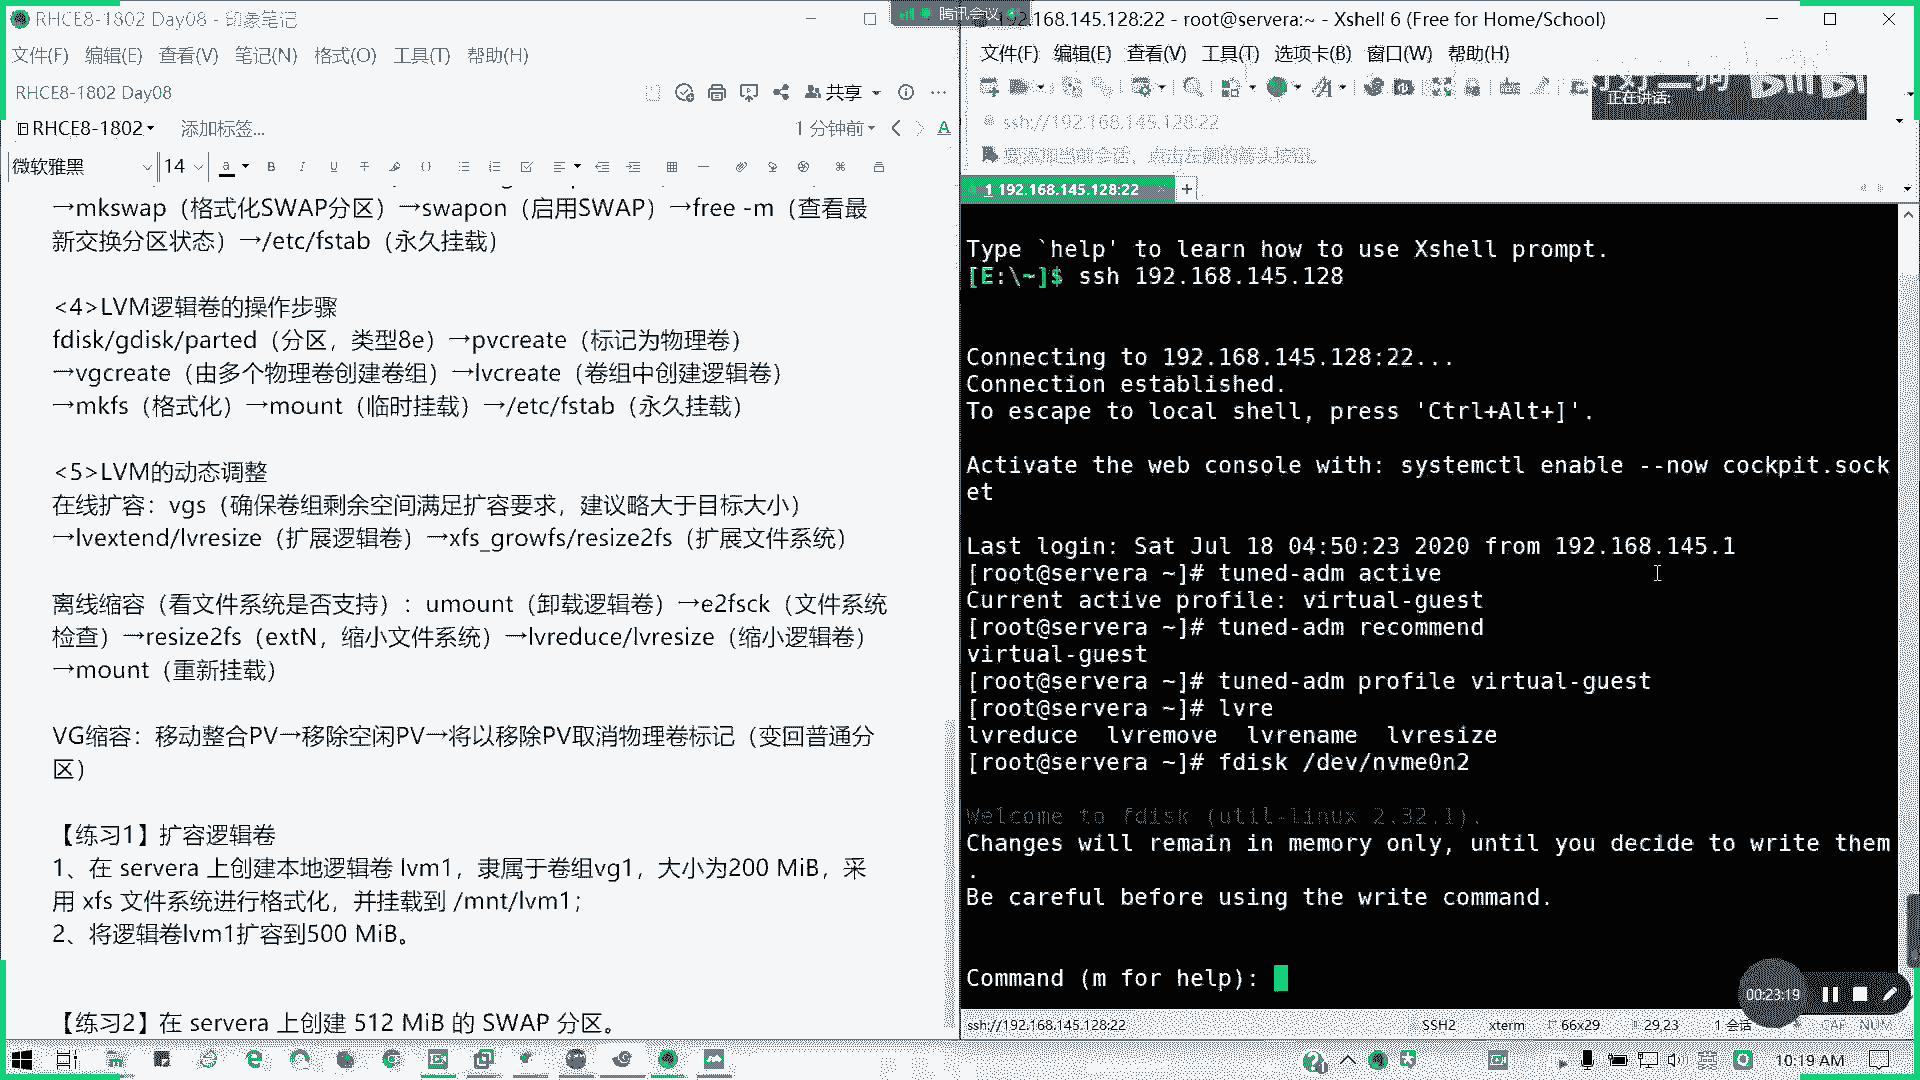 RHCE8-1802 Day08 - 印象笔记
文件(F) 编辑(E) 查看(V) 笔记(N) 格式(O) 工具(T) 帮助(H)
RHCE8-1802 Day08
共享
RHCE8-1802
添加标签...
1 分钟前
微软雅黑
14
→mkswap（格式化SWAP分区）→swapon（启用SWAP）→free -m（查看最
新交换分区状态）→/etc/fstab（永久挂载）
<4>LVM逻辑卷的操作步骤
fdisk/gdisk/parted（分区，类型8e）→pvcreate（标记为物理卷）
→vgcreate（由多个物理卷创建卷组）→lvcreate（卷组中创建逻辑卷）
→mkfs（格式化）→mount（临时挂载）→/etc/fstab（永久挂载）
<5>LVM的动态调整
在线扩容：vgs（确保卷组剩余空间满足扩容要求，建议略大于目标大小）
→lvextend/lvresize（扩展逻辑卷）→xfs_growfs/resize2fs（扩展文件系统）
离线缩容（看文件系统是否支持）：umount（卸载逻辑卷）→e2fsck（文件系统
检查）→resize2fs（extN，缩小文件系统）→lvreduce/lvresize（缩小逻辑卷）
→mount（重新挂载）
VG缩容：移动整合PV→移除空闲PV→将以移除PV取消物理卷标记（变回普通分
区）
【练习1】扩容逻辑卷
1、在 servera 上创建本地逻辑卷 lvm1，隶属于卷组vg1，大小为200 MiB，采
用 xfs 文件系统进行格式化，并挂载到 /mnt/lvm1；
2、将逻辑卷lvm1扩容到500 MiB。
【练习2】在 servera 上创建 512 MiB 的 SWAP 分区。
腾讯会议
192.168.145.128:22 - root@servera:~ - Xshell 6 (Free for Home/School)
文件(F) 编辑(E) 查看(V) 工具(T) 选项卡(B) 窗口(W) 帮助(H)
正在讲话:
ssh://192.168.145.128:22
要添加当前会话，点击左侧的箭头按钮。
1 192.168.145.128:22
Type `help' to learn how to use Xshell prompt.
[E:\~]$ ssh 192.168.145.128
Connecting to 192.168.145.128:22...
Connection established.
To escape to local shell, press 'Ctrl+Alt+]'.
Activate the web console with: systemctl enable --now cockpit.sock
et
Last login: Sat Jul 18 04:50:23 2020 from 192.168.145.1
[root@servera ~]# tuned-adm active
Current active profile: virtual-guest
[root@servera ~]# tuned-adm recommend
virtual-guest
[root@servera ~]# tuned-adm profile virtual-guest
[root@servera ~]# lvre
lvreduce lvremove lvrename lvresize
[root@servera ~]# fdisk /dev/nvme0n2
Welcome to fdisk (util-linux 2.32.1).
Changes will remain in memory only, until you decide to write them
.
Be careful before using the write command.
Command (m for help):
00:23:19
ssh://192.168.145.128:22
SSH2
xterm
66x29
29,23
1 会话
CAP NUM
英
10:19 AM